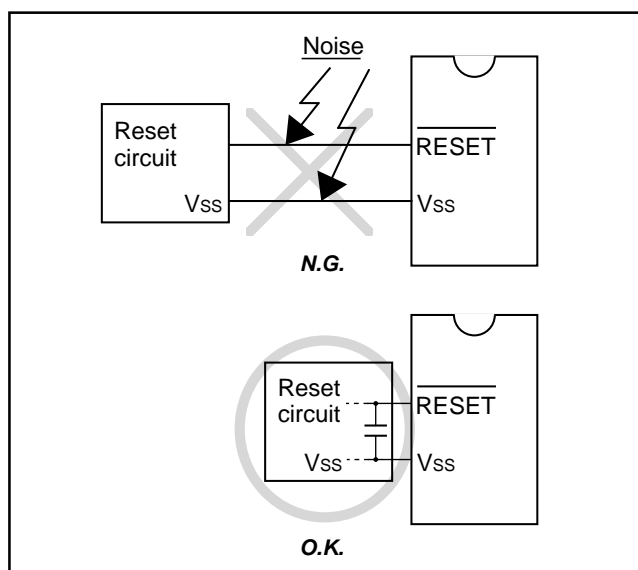 Noise
Reset
circuit
RESET
Vss
Vss
N.G.
Reset
circuit
RESET
Vss
Vss
O.K.